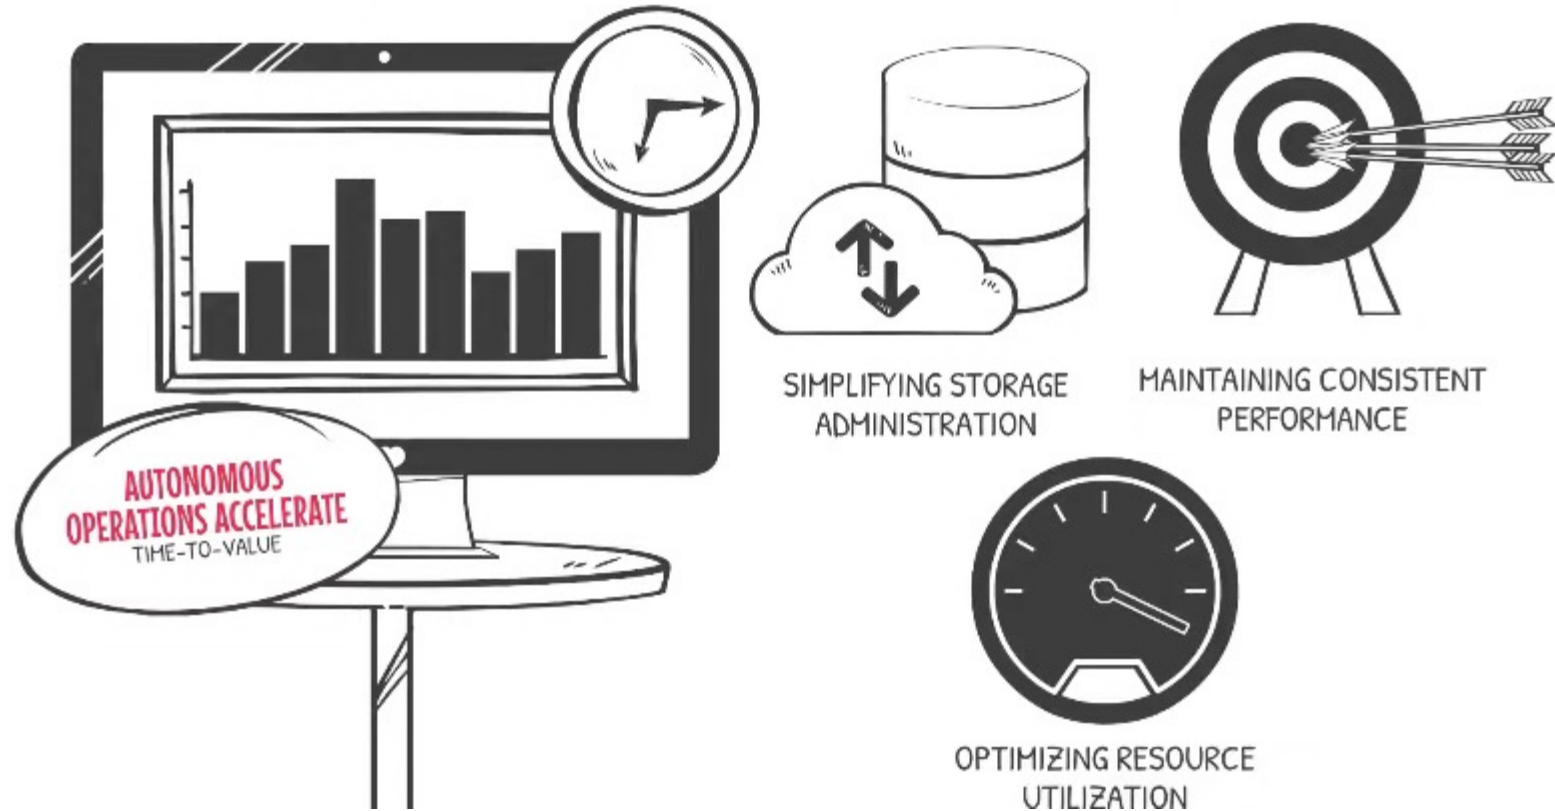 AUTONOMOUS
OPERATIONS ACCELERATE
TIME-TO-VALUE
SIMPLIFYING STORAGE
ADMINISTRATION
MAINTAINING CONSISTENT
PERFORMANCE
OPTIMIZING RESOURCE
UTILIZATION